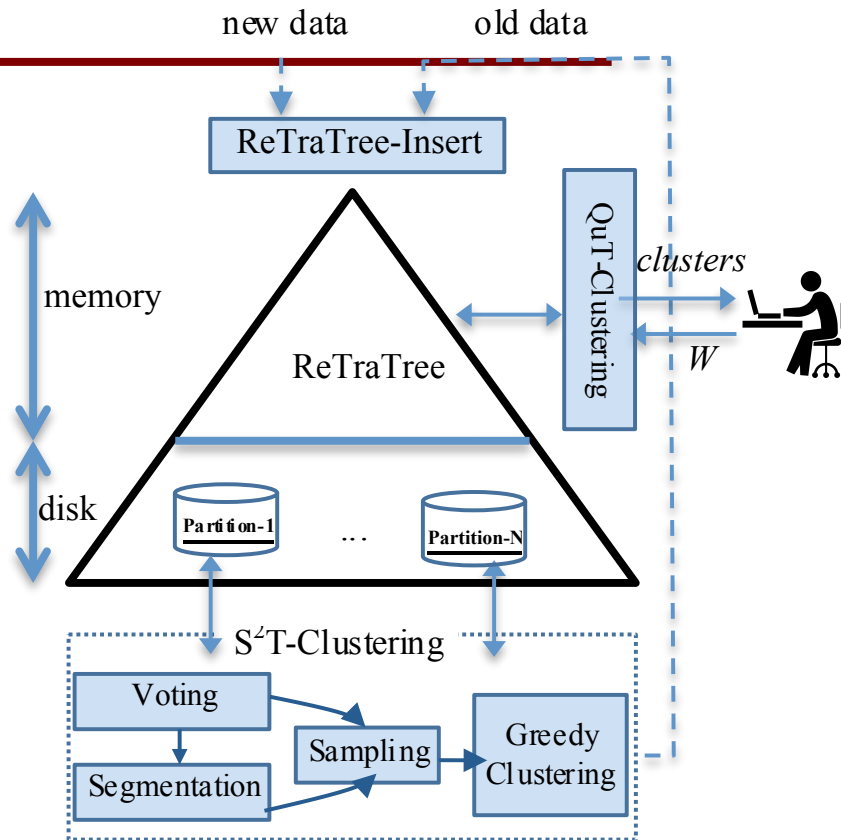 new data
old data
ReTraTree-Insert
QuT-Clustering
clusters
memory
W
ReTraTree
disk
Partition-1
...
Partition-N
S²T-Clustering
Voting
Sampling
Greedy
Clustering
Segmentation